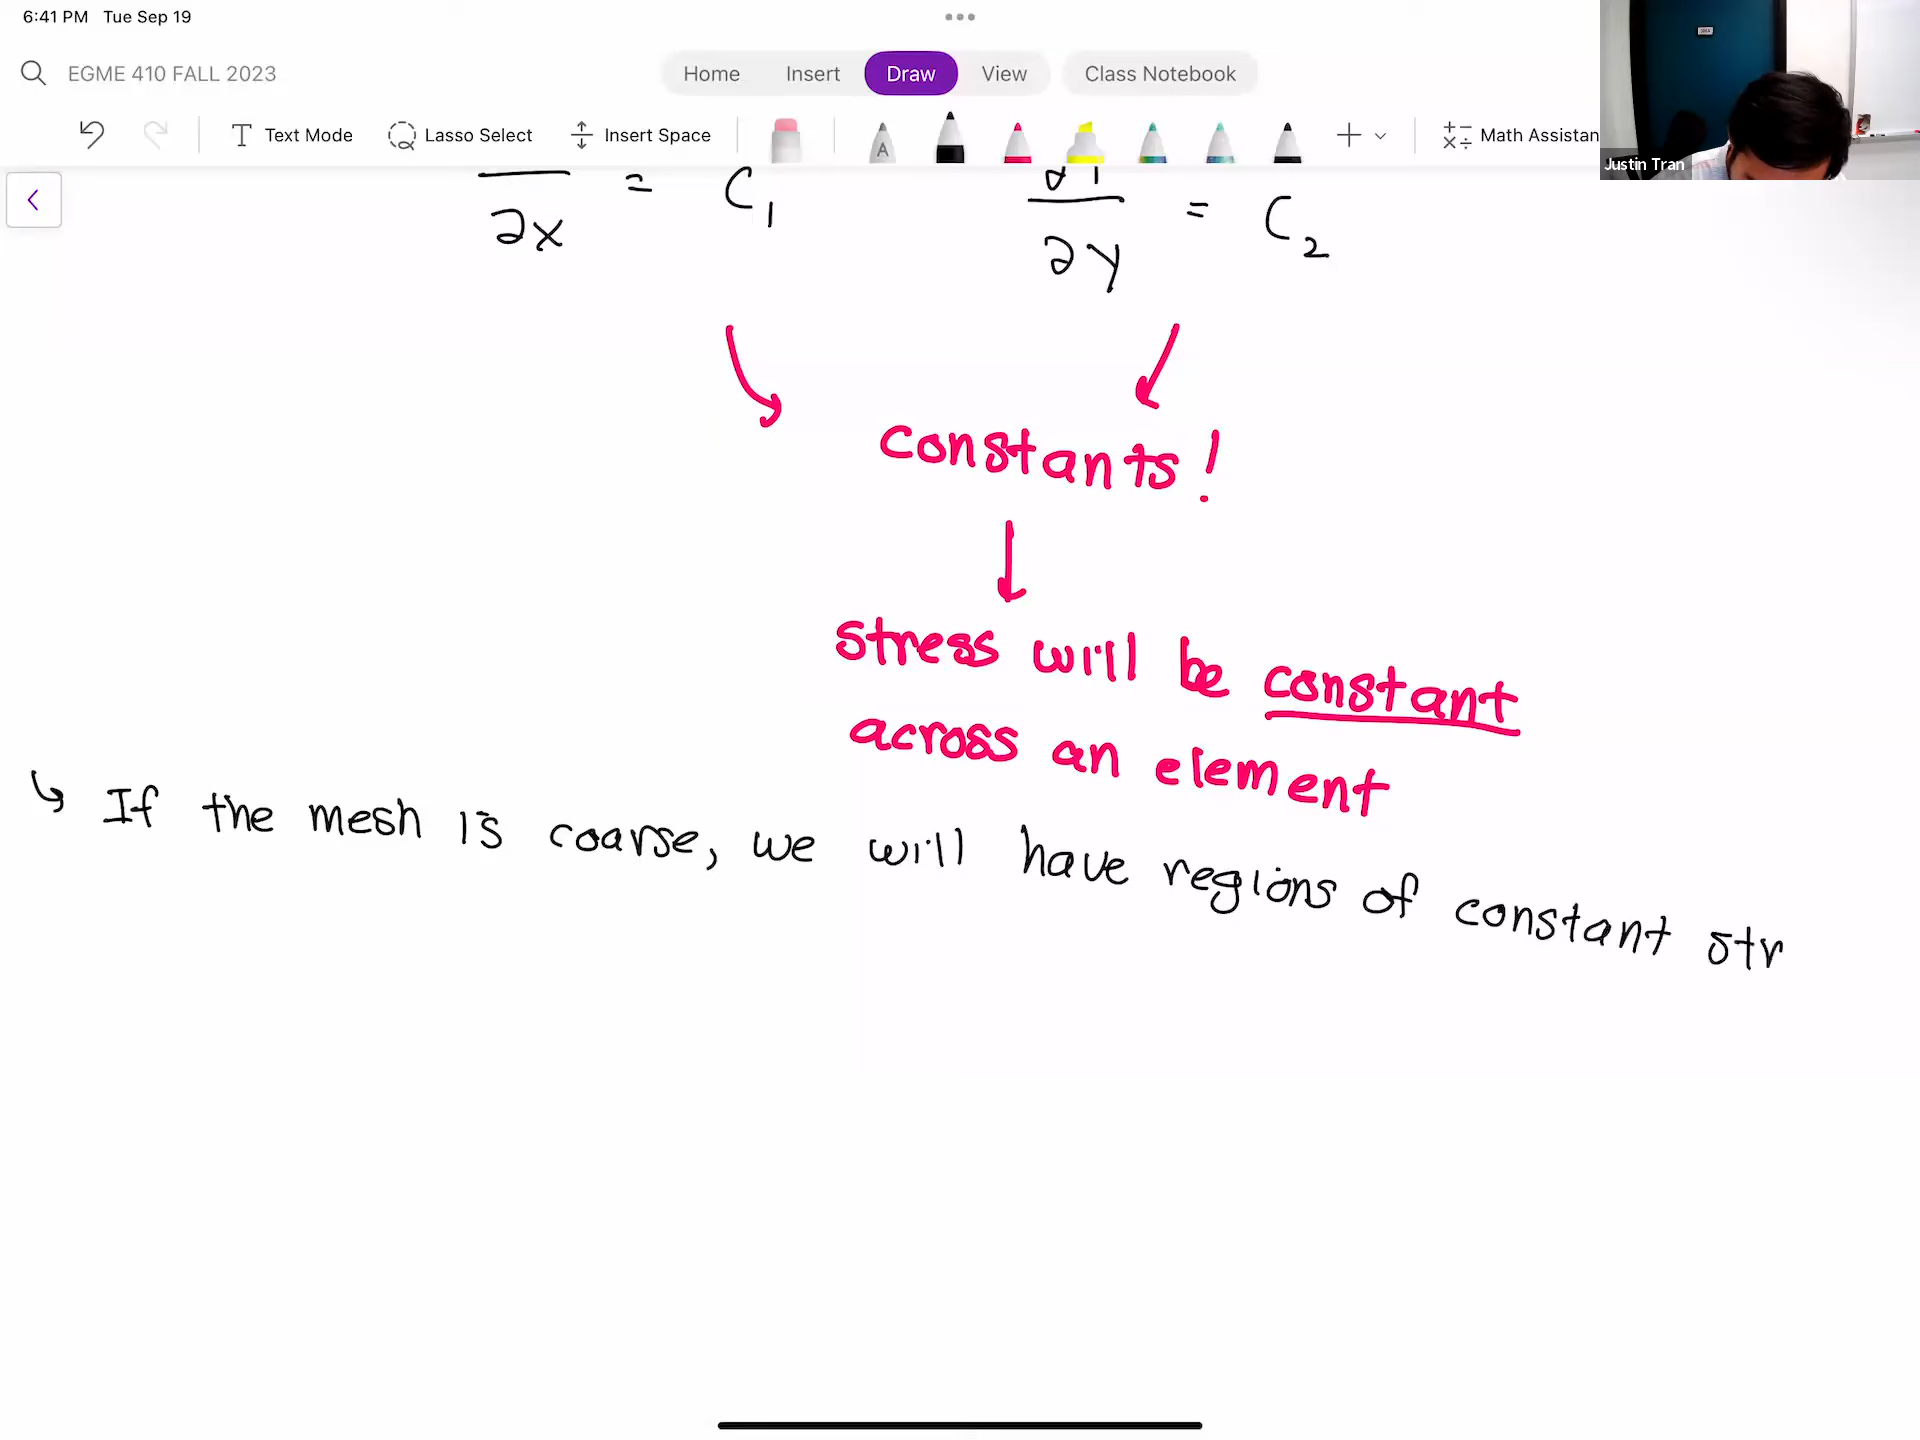 6:41 PM Tue Sep 19
EGME 410 FALL 2023
Home Insert Draw View Class Notebook
Text Mode Lasso Select Insert Space A Math Assistan
Justin Tran
∂x = C₁
∂y = C₂
constants!
stress will be constant
across an element
↳ If the mesh is coarse, we will have regions of constant str